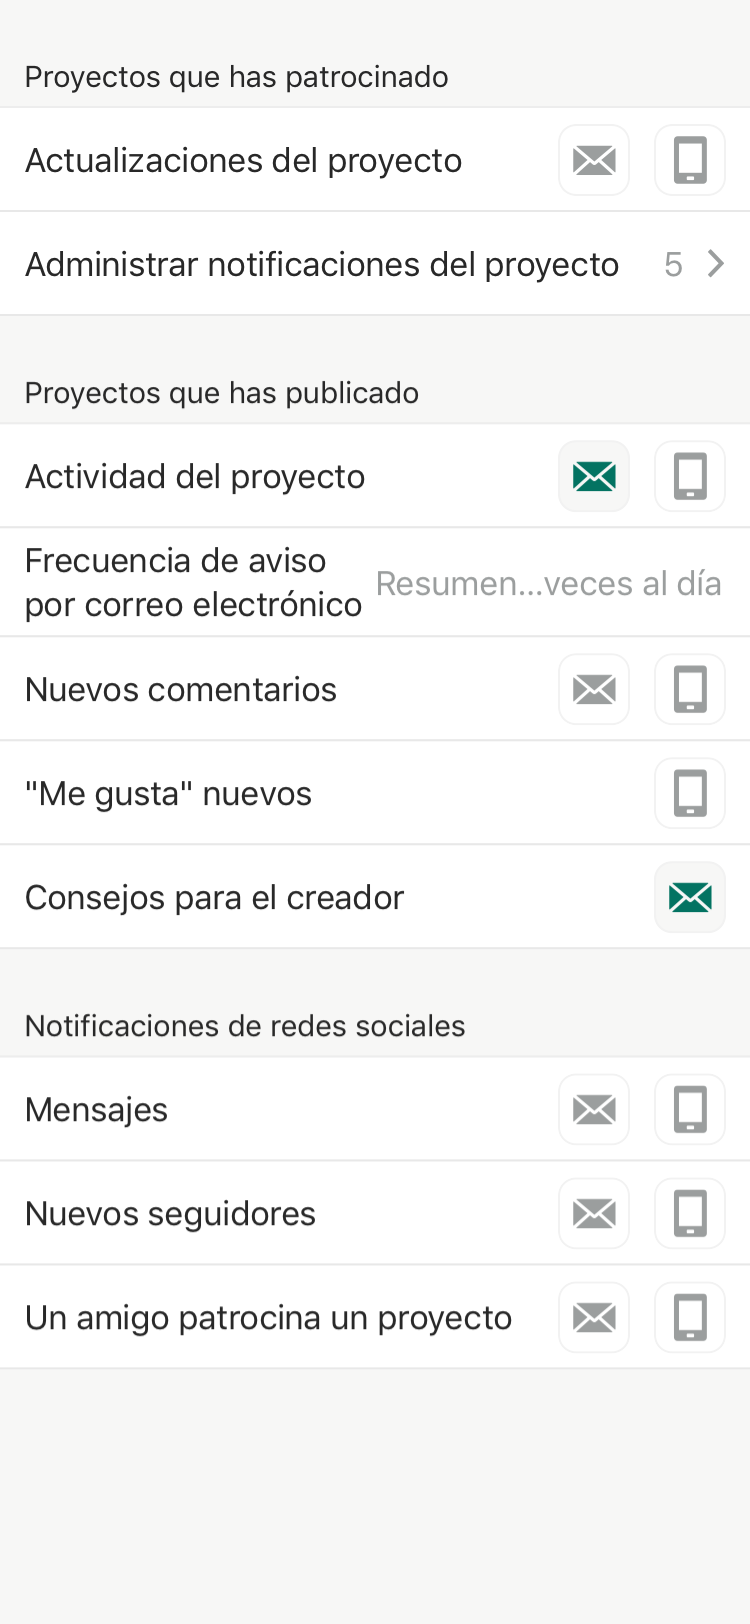 Proyectos que has patrocinado
Actualizaciones del proyecto
Administrar notificaciones del proyecto 5
Proyectos que has publicado
Actividad del proyecto
Frecuencia de aviso
por correo electrónico
Resumen...veces al día
Nuevos comentarios
"Me gusta" nuevos
Consejos para el creador
Notificaciones de redes sociales
Mensajes
Nuevos seguidores
Un amigo patrocina un proyecto